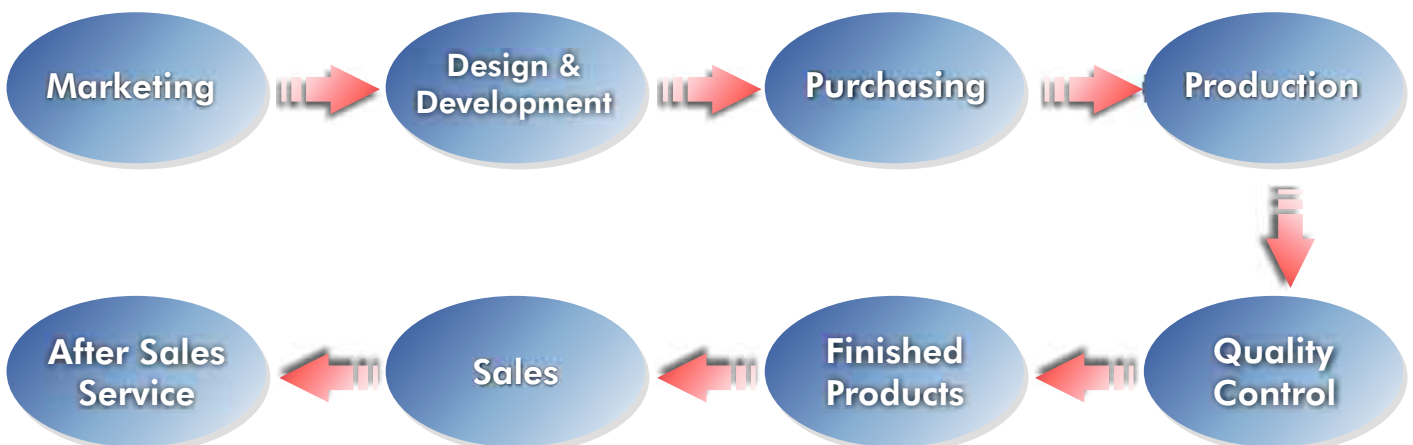 Marketing
Design &
Development
Purchasing
Production
Quality
Control
Finished
Products
Sales
After Sales
Service